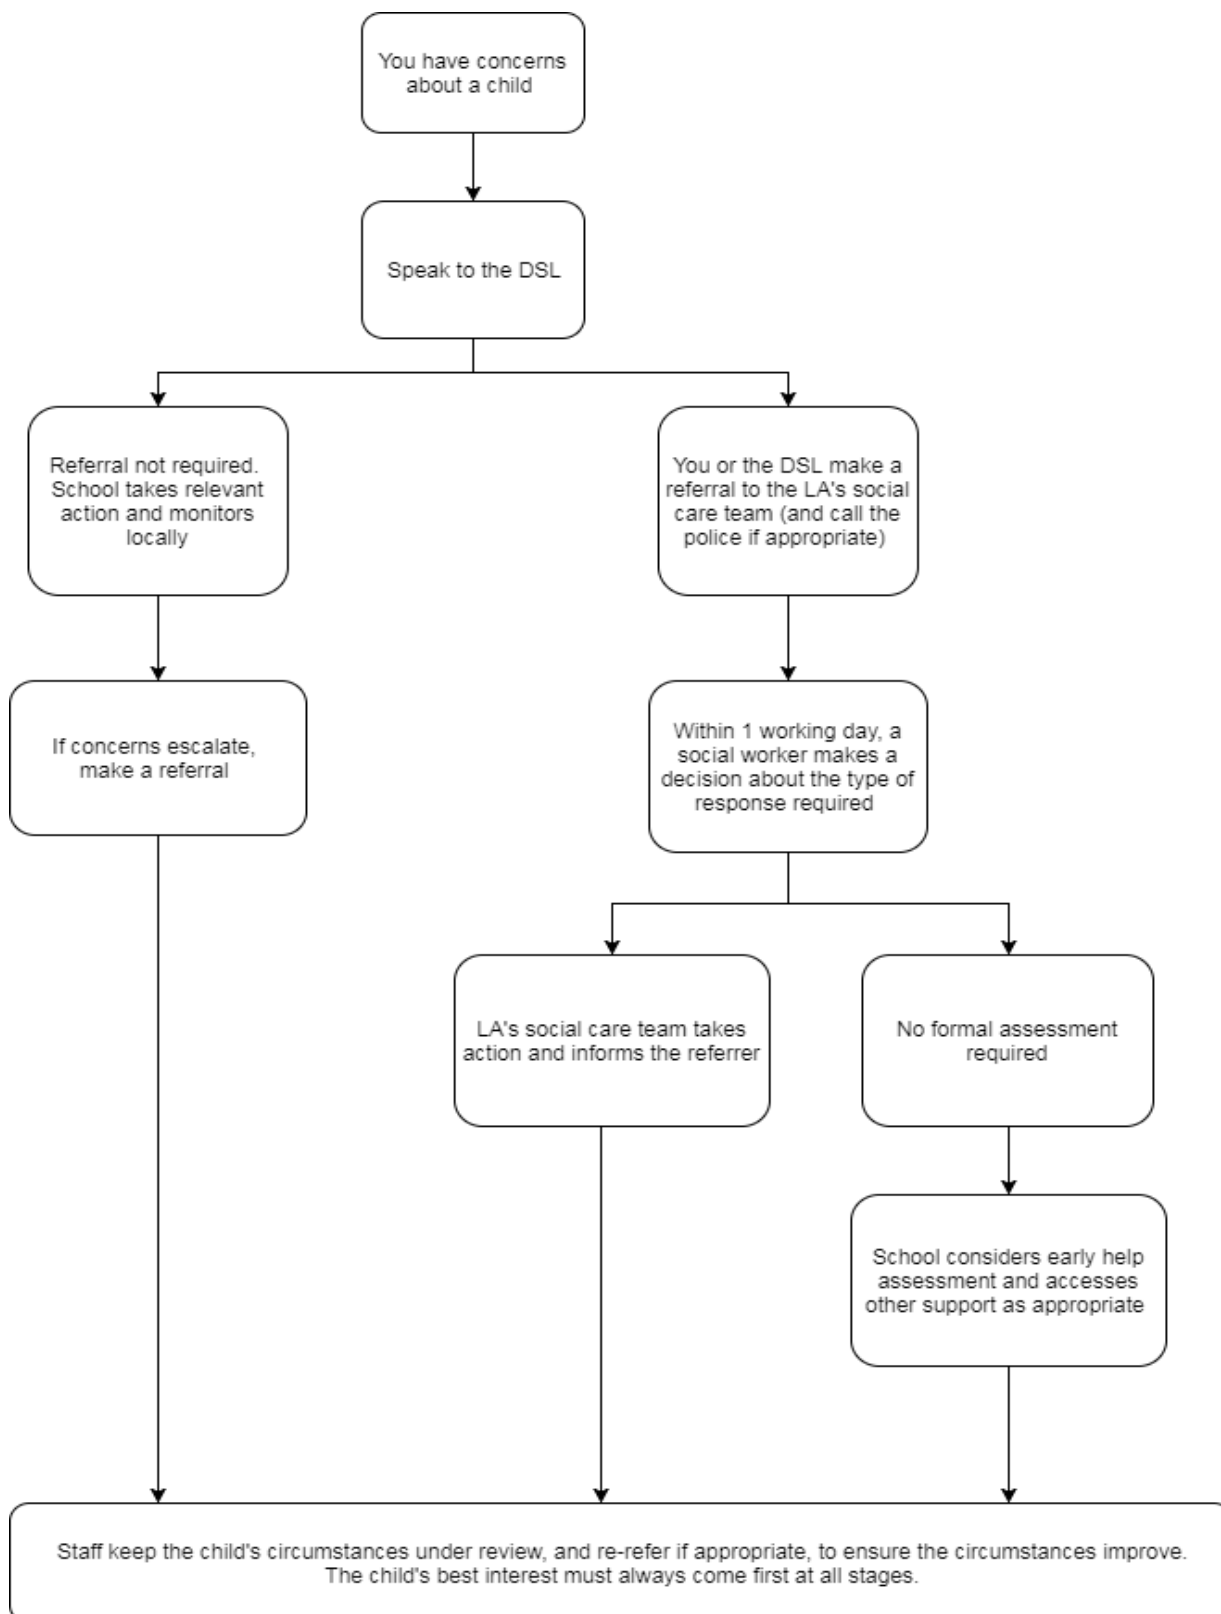 You have concerns
about a child
Speak to the DSL
Referral not required.
School takes relevant
action and monitors
locally
You or the DSL make a
referral to the LA's social
care team (and call the
police if appropriate)
If concerns escalate,
make a referral
Within 1 working day, a
social worker makes a
decision about the type of
response required
LA's social care team takes
action and informs the referrer
No formal assessment
required
School considers early help
assessment and accesses
other support as appropriate
Staff keep the child's circumstances under review, and re-refer if appropriate, to ensure the circumstances improve.
The child's best interest must always come first at all stages.